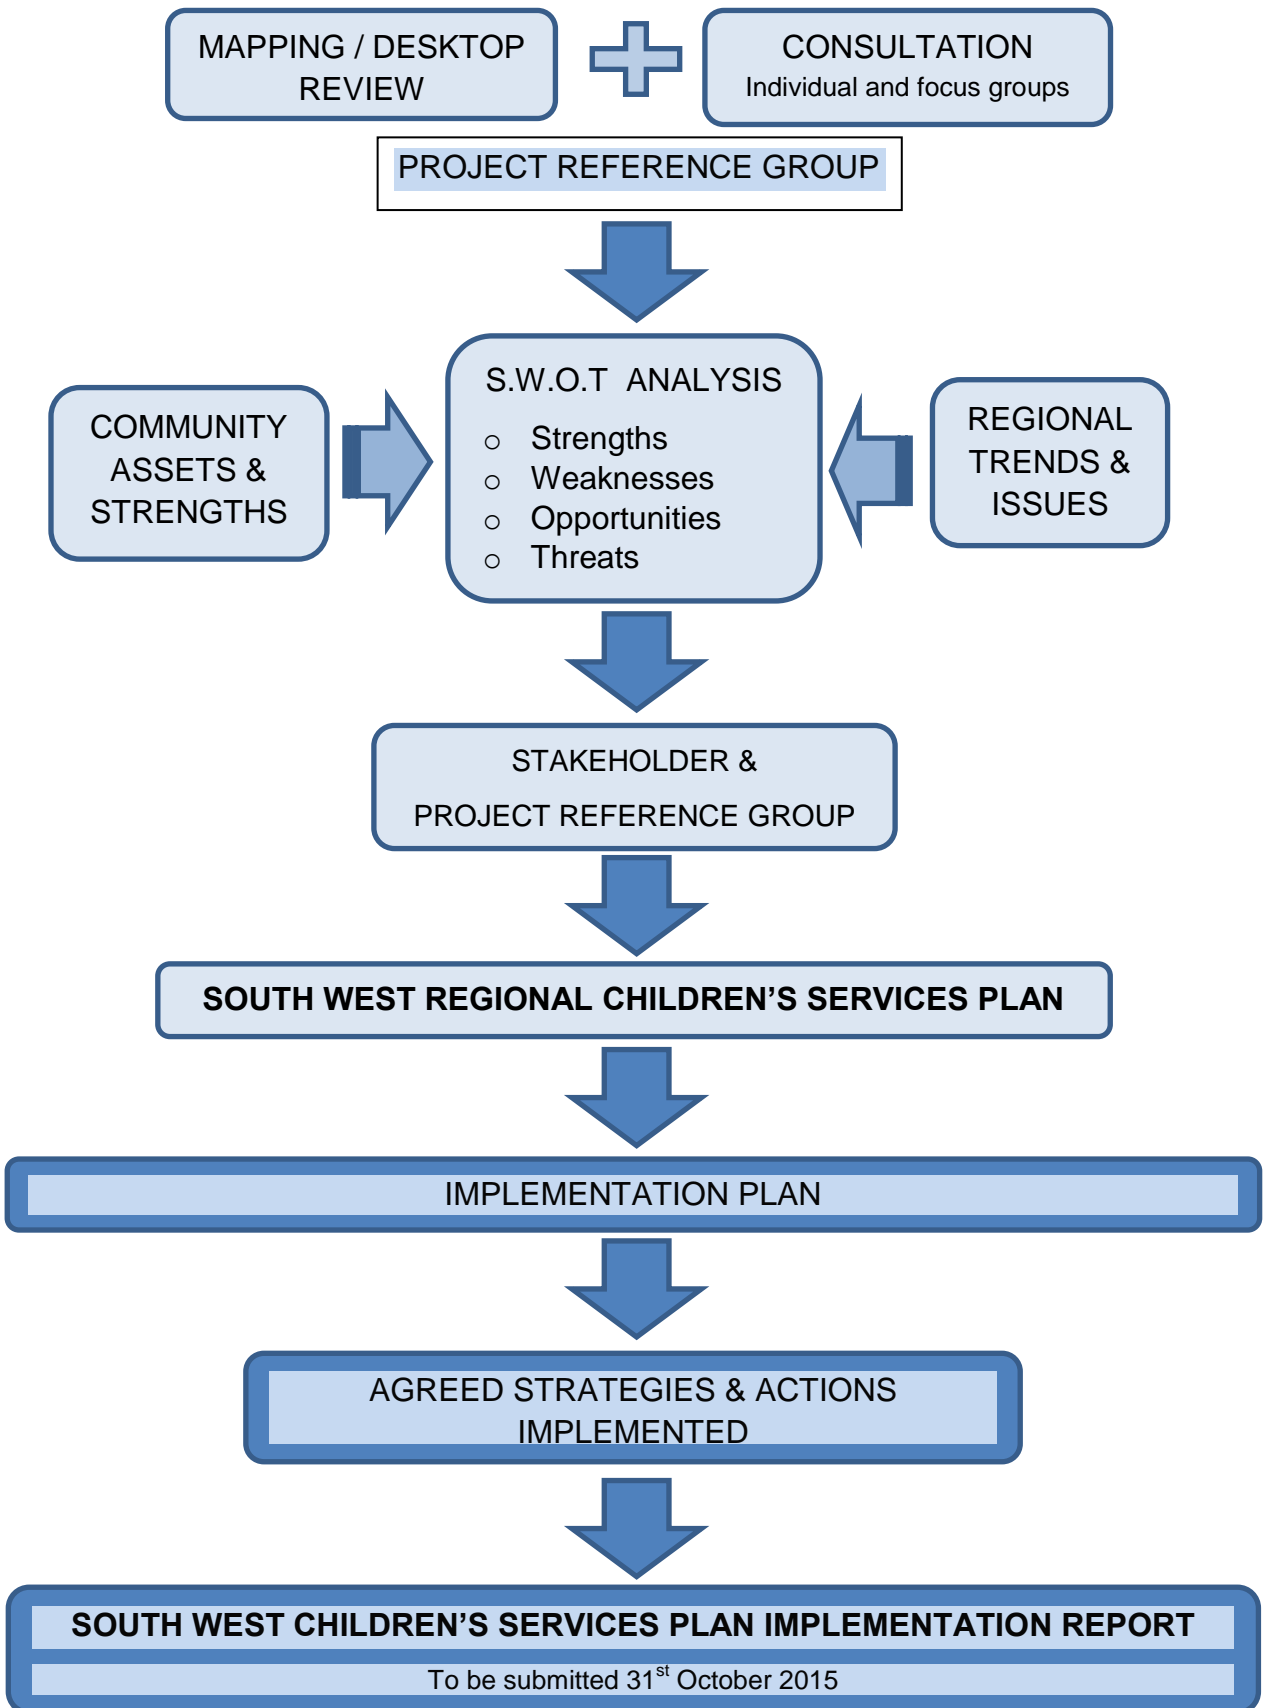 MAPPING / DESKTOP
REVIEW
CONSULTATION
Individual and focus groups
PROJECT REFERENCE GROUP
S.W.O.T ANALYSIS
○ Strengths
○ Weaknesses
○ Opportunities
○ Threats
COMMUNITY
ASSETS &
STRENGTHS
REGIONAL
TRENDS &
ISSUES
STAKEHOLDER &
PROJECT REFERENCE GROUP
SOUTH WEST REGIONAL CHILDREN’S SERVICES PLAN
IMPLEMENTATION PLAN
AGREED STRATEGIES & ACTIONS
IMPLEMENTED
SOUTH WEST CHILDREN’S SERVICES PLAN IMPLEMENTATION REPORT
To be submitted 31st October 2015